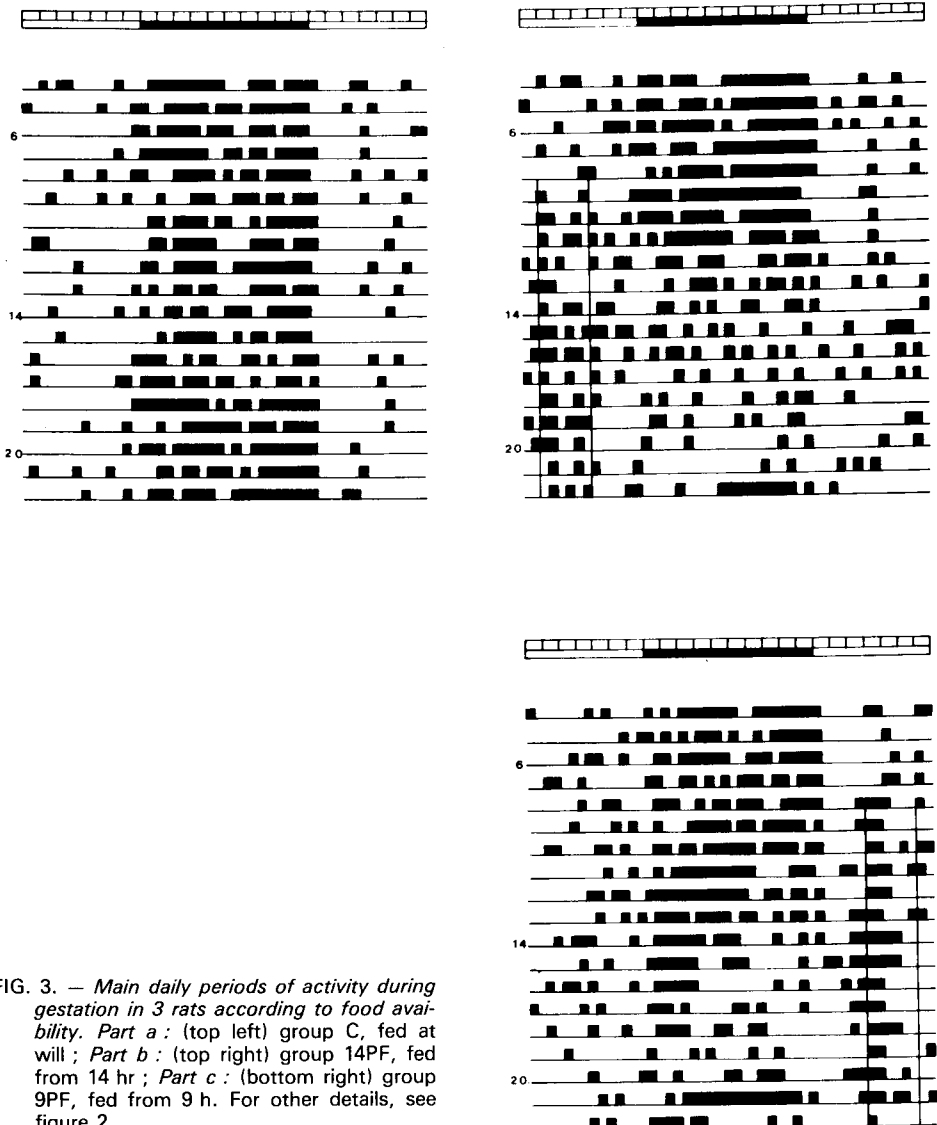 6
14
20
6
14
20
6
14
20
FIG. 3. — Main daily periods of activity during
gestation in 3 rats according to food avai-
bility. Part a : (top left) group C, fed at
will ; Part b : (top right) group 14PF, fed
from 14 hr ; Part c : (bottom right) group
9PF, fed from 9 h. For other details, see
figure 2